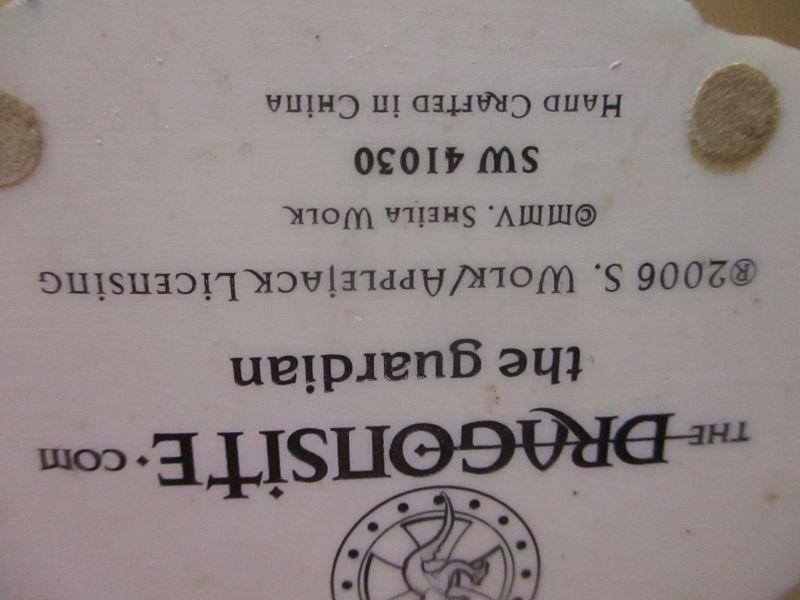 THE DRAGONSITE.COM
the guardian
®2006 S. WOLK/APPLEJACK LICENSING
©MMV. SHEILA WOLK
SW 41030
HAND CRAFTED IN CHINA